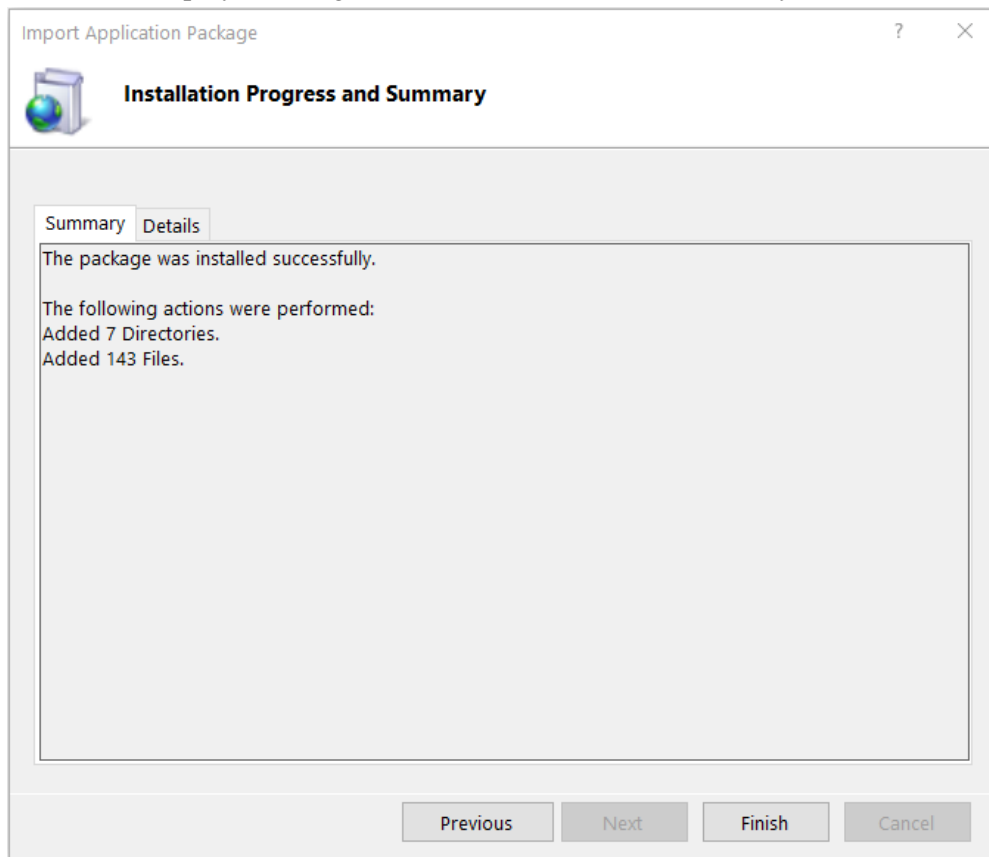 Import Application Package
?
Installation Progress and Summary
Summary
Details
The package was installed successfully.
The following actions were performed:
Added 7 Directories.
Added 143 Files.
Previous
Next
Finish
Cancel